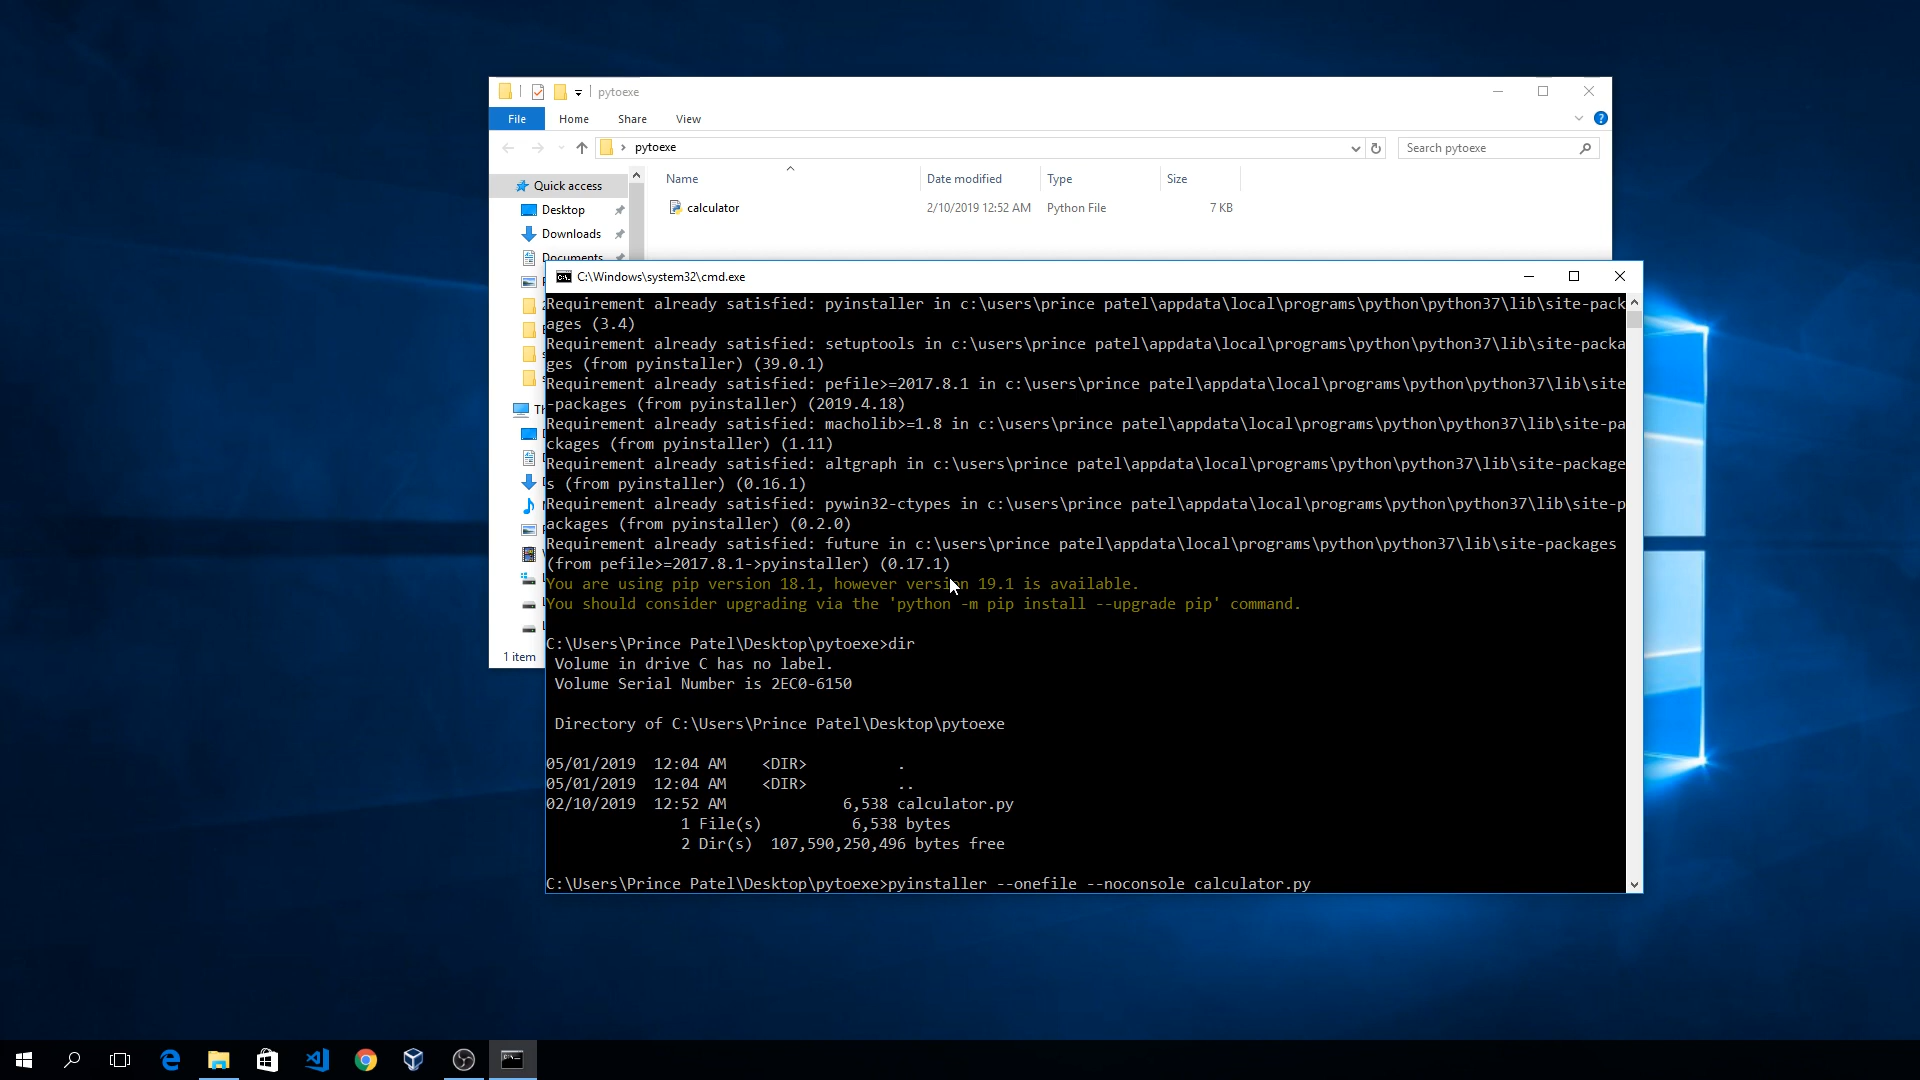 pytoexe
File Home Share View
pytoexe
Search pytoexe
Quick access
Name Date modified Type Size
Desktop
calculator 2/10/2019 12:52 AM Python File 7 KB
Downloads
Documents
C:\Windows\system32\cmd.exe
Requirement already satisfied: pyinstaller in c:\users\prince patel\appdata\local\programs\python\python37\lib\site-pack
ages (3.4)
Requirement already satisfied: setuptools in c:\users\prince patel\appdata\local\programs\python\python37\lib\site-packa
ges (from pyinstaller) (39.0.1)
Requirement already satisfied: pefile>=2017.8.1 in c:\users\prince patel\appdata\local\programs\python\python37\lib\site
-packages (from pyinstaller) (2019.4.18)
Requirement already satisfied: macholib>=1.8 in c:\users\prince patel\appdata\local\programs\python\python37\lib\site-pa
ckages (from pyinstaller) (1.11)
Requirement already satisfied: altgraph in c:\users\prince patel\appdata\local\programs\python\python37\lib\site-package
s (from pyinstaller) (0.16.1)
Requirement already satisfied: pywin32-ctypes in c:\users\prince patel\appdata\local\programs\python\python37\lib\site-p
ackages (from pyinstaller) (0.2.0)
Requirement already satisfied: future in c:\users\prince patel\appdata\local\programs\python\python37\lib\site-packages
(from pefile>=2017.8.1->pyinstaller) (0.17.1)
You are using pip version 18.1, however version 19.1 is available.
You should consider upgrading via the 'python -m pip install --upgrade pip' command.
C:\Users\Prince Patel\Desktop\pytoexe>dir
Volume in drive C has no label.
Volume Serial Number is 2EC0-6150
Directory of C:\Users\Prince Patel\Desktop\pytoexe
05/01/2019 12:04 AM <DIR> .
05/01/2019 12:04 AM <DIR> ..
02/10/2019 12:52 AM 6,538 calculator.py
1 File(s) 6,538 bytes
2 Dir(s) 107,590,250,496 bytes free
C:\Users\Prince Patel\Desktop\pytoexe>pyinstaller --onefile --noconsole calculator.py
1 item